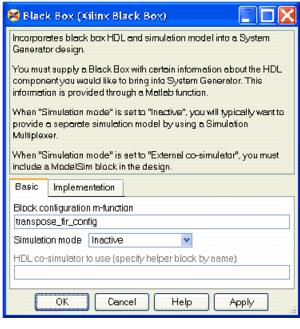 Black Box (Xilinx Black Box)
Incorporates black box HDL and simulation model into a System
Generator design.
You must supply a Black Box with certain information about the HDL
component you would like to bring into System Generator. This
information is provided through a Matlab function.
When "Simulation mode" is set to "Inactive", you will typically want to
provide a separate simulation model by using a Simulation
Multiplexer.
When "Simulation mode" is set to "External co-simulator", you must
include a ModelSim block in the design.
Basic Implementation
Block configuration m-function
transpose_fir_config
Simulation mode Inactive
HDL co-simulator to use (specify helper block by name)
OK Cancel Help Apply